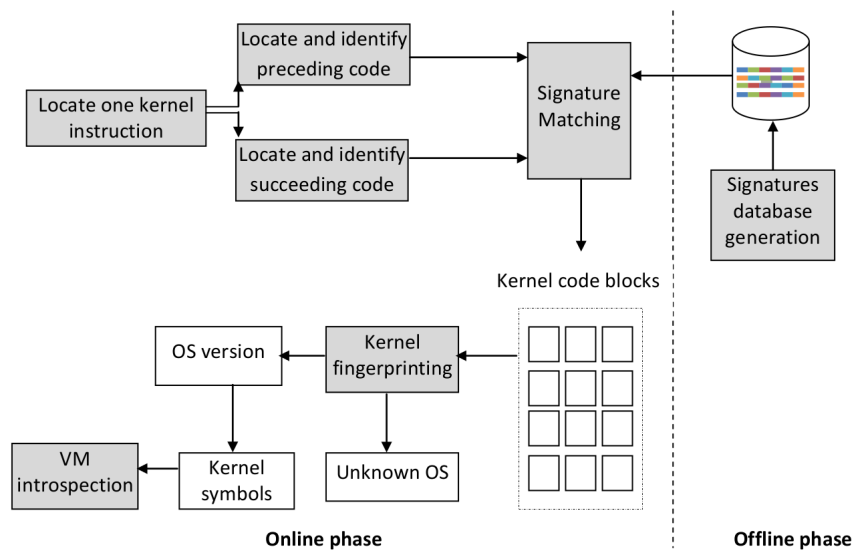 Locate and identify
preceding code
Locate one kernel
instruction
Locate and identify
succeeding code
Signature
Matching
Signatures
database
generation
Kernel code blocks
OS version
Kernel
fingerprinting
VM
introspection
Kernel
symbols
Unknown OS
Online phase
Offline phase